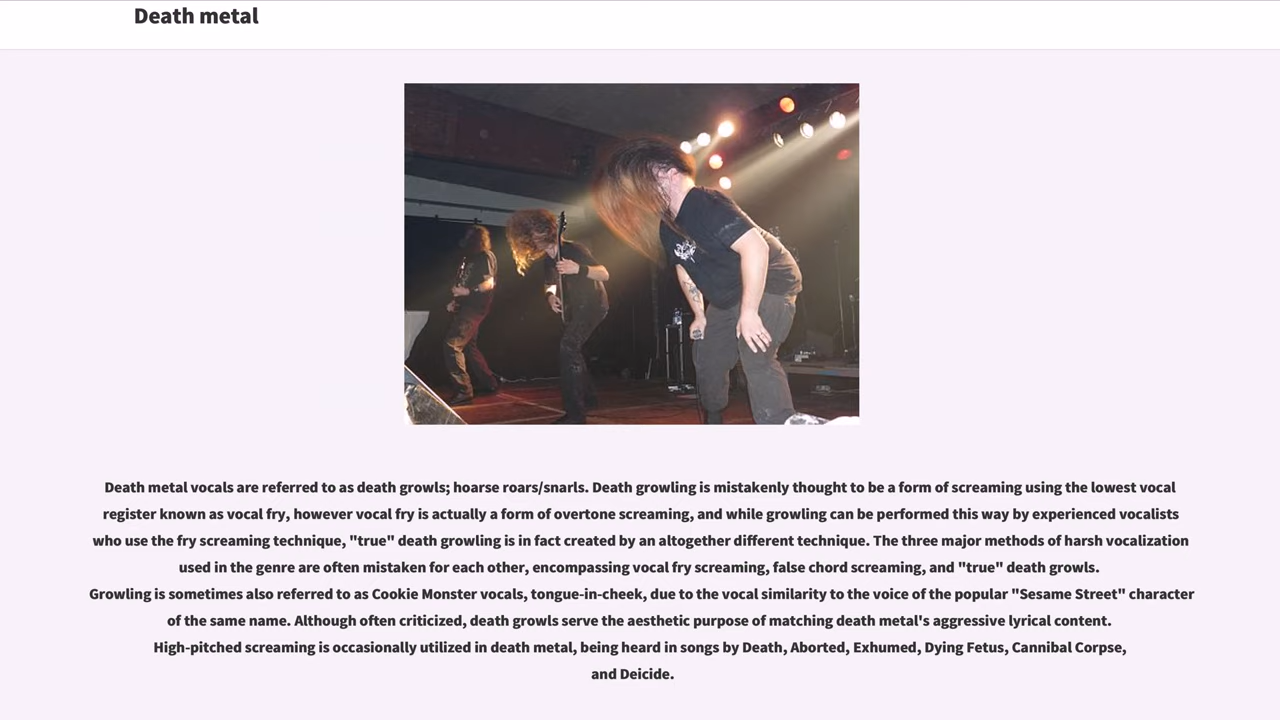 Death metal
Death metal vocals are referred to as death growls; hoarse roars/snarls. Death growling is mistakenly thought to be a form of screaming using the lowest vocal
register known as vocal fry, however vocal fry is actually a form of overtone screaming, and while growling can be performed this way by experienced vocalists
who use the fry screaming technique, "true" death growling is in fact created by an altogether different technique. The three major methods of harsh vocalization
used in the genre are often mistaken for each other, encompassing vocal fry screaming, false chord screaming, and "true" death growls.
Growling is sometimes also referred to as Cookie Monster vocals, tongue-in-cheek, due to the vocal similarity to the voice of the popular "Sesame Street" character
of the same name. Although often criticized, death growls serve the aesthetic purpose of matching death metal's aggressive lyrical content.
High-pitched screaming is occasionally utilized in death metal, being heard in songs by Death, Aborted, Exhumed, Dying Fetus, Cannibal Corpse,
and Deicide.